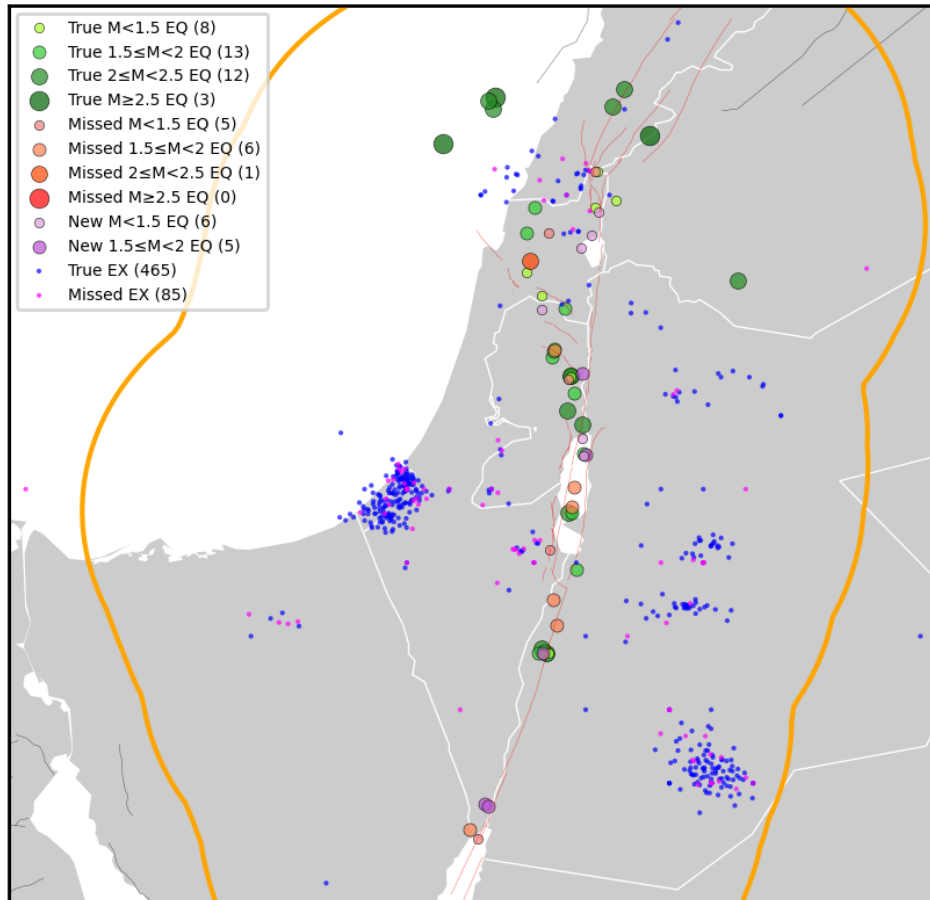 True M<1.5 EQ (8)
True 1.5≤M<2 EQ (13)
True 2≤M<2.5 EQ (12)
True M≥2.5 EQ (3)
Missed M<1.5 EQ (5)
Missed 1.5≤M<2 EQ (6)
Missed 2≤M<2.5 EQ (1)
Missed M≥2.5 EQ (0)
New M<1.5 EQ (6)
New 1.5≤M<2 EQ (5)
True EX (465)
Missed EX (85)